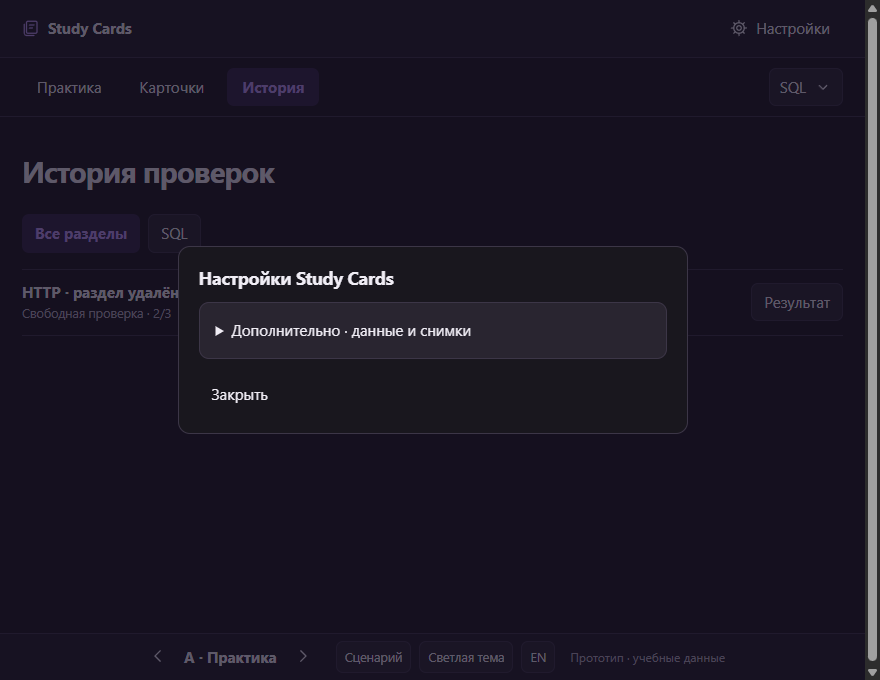 Study Cards
Настройки
Практика
Карточки
История
SQL
История проверок
Все разделы
SQL
HTTP · раздел удалён
Свободная проверка · 2/3
Результат
Настройки Study Cards
Дополнительно · данные и снимки
Закрыть
A · Практика
Сценарий
Светлая тема
EN
Прототип · учебные данные